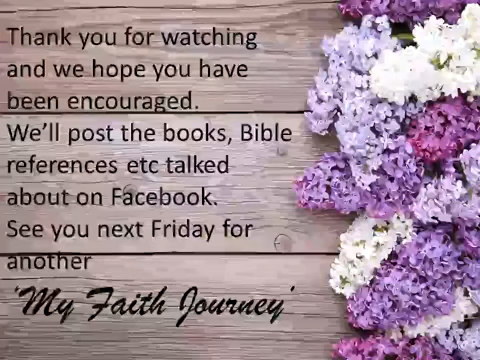 Thank you for watching
and we hope you have
been encouraged.
We'll post the books, Bible
references etc talked
about on Facebook.
See you next Friday for
another
'My Faith Journey'